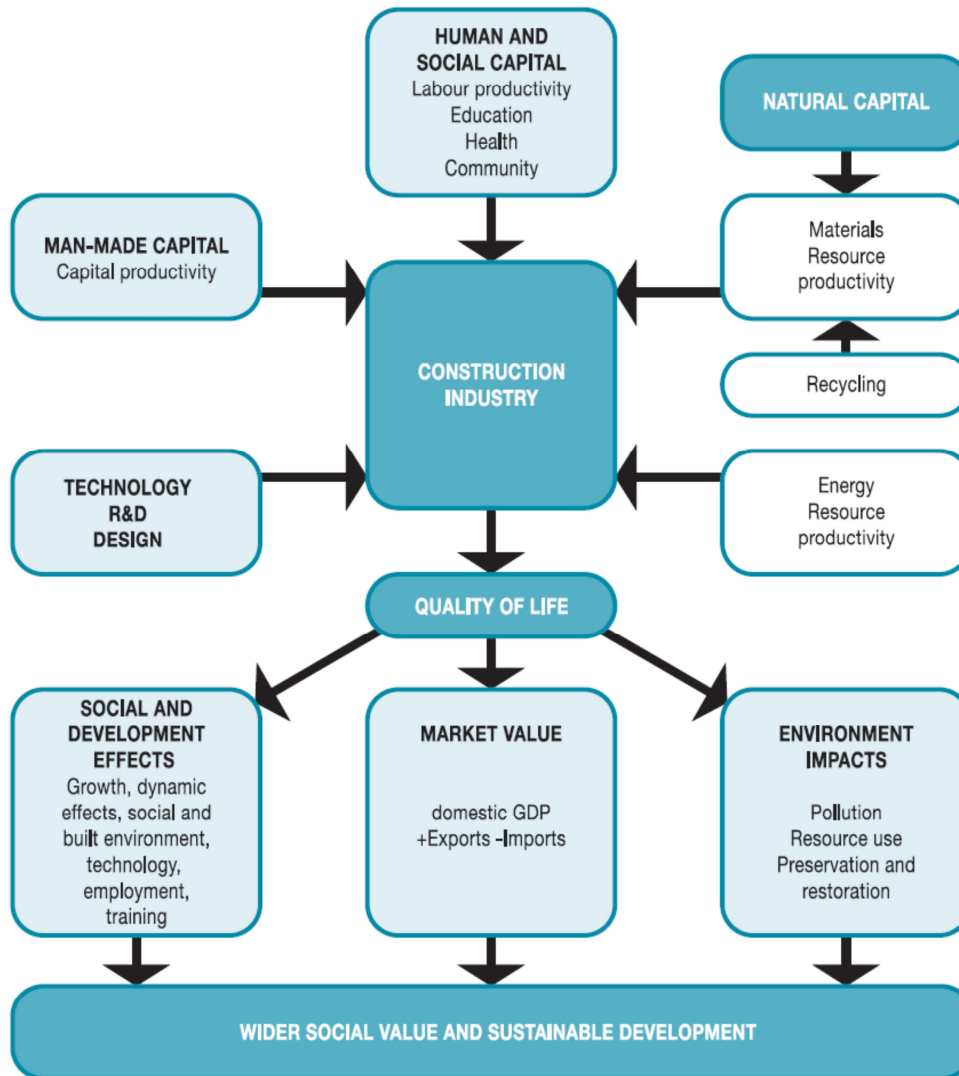 HUMAN AND
SOCIAL CAPITAL
Labour productivity
Education
Health
Community
NATURAL CAPITAL
MAN-MADE CAPITAL
Capital productivity
Materials
Resource
productivity
CONSTRUCTION
INDUSTRY
Recycling
TECHNOLOGY
R&D
DESIGN
Energy
Resource
productivity
QUALITY OF LIFE
SOCIAL AND
DEVELOPMENT
EFFECTS
Growth, dynamic
effects, social and
built environment,
technology,
employment,
training
MARKET VALUE
domestic GDP
+Exports -Imports
ENVIRONMENT
IMPACTS
Pollution
Resource use
Preservation and
restoration
WIDER SOCIAL VALUE AND SUSTAINABLE DEVELOPMENT